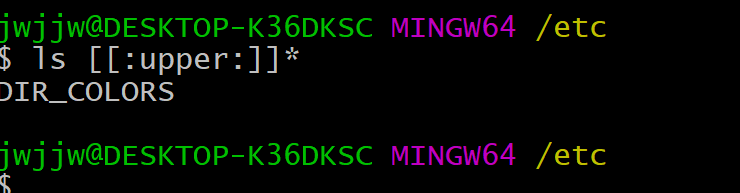 jwjjw@DESKTOP-K36DKSC MINGW64 /etc
$ ls [[:upper:]]*
DIR_COLORS
jwjjw@DESKTOP-K36DKSC MINGW64 /etc
$